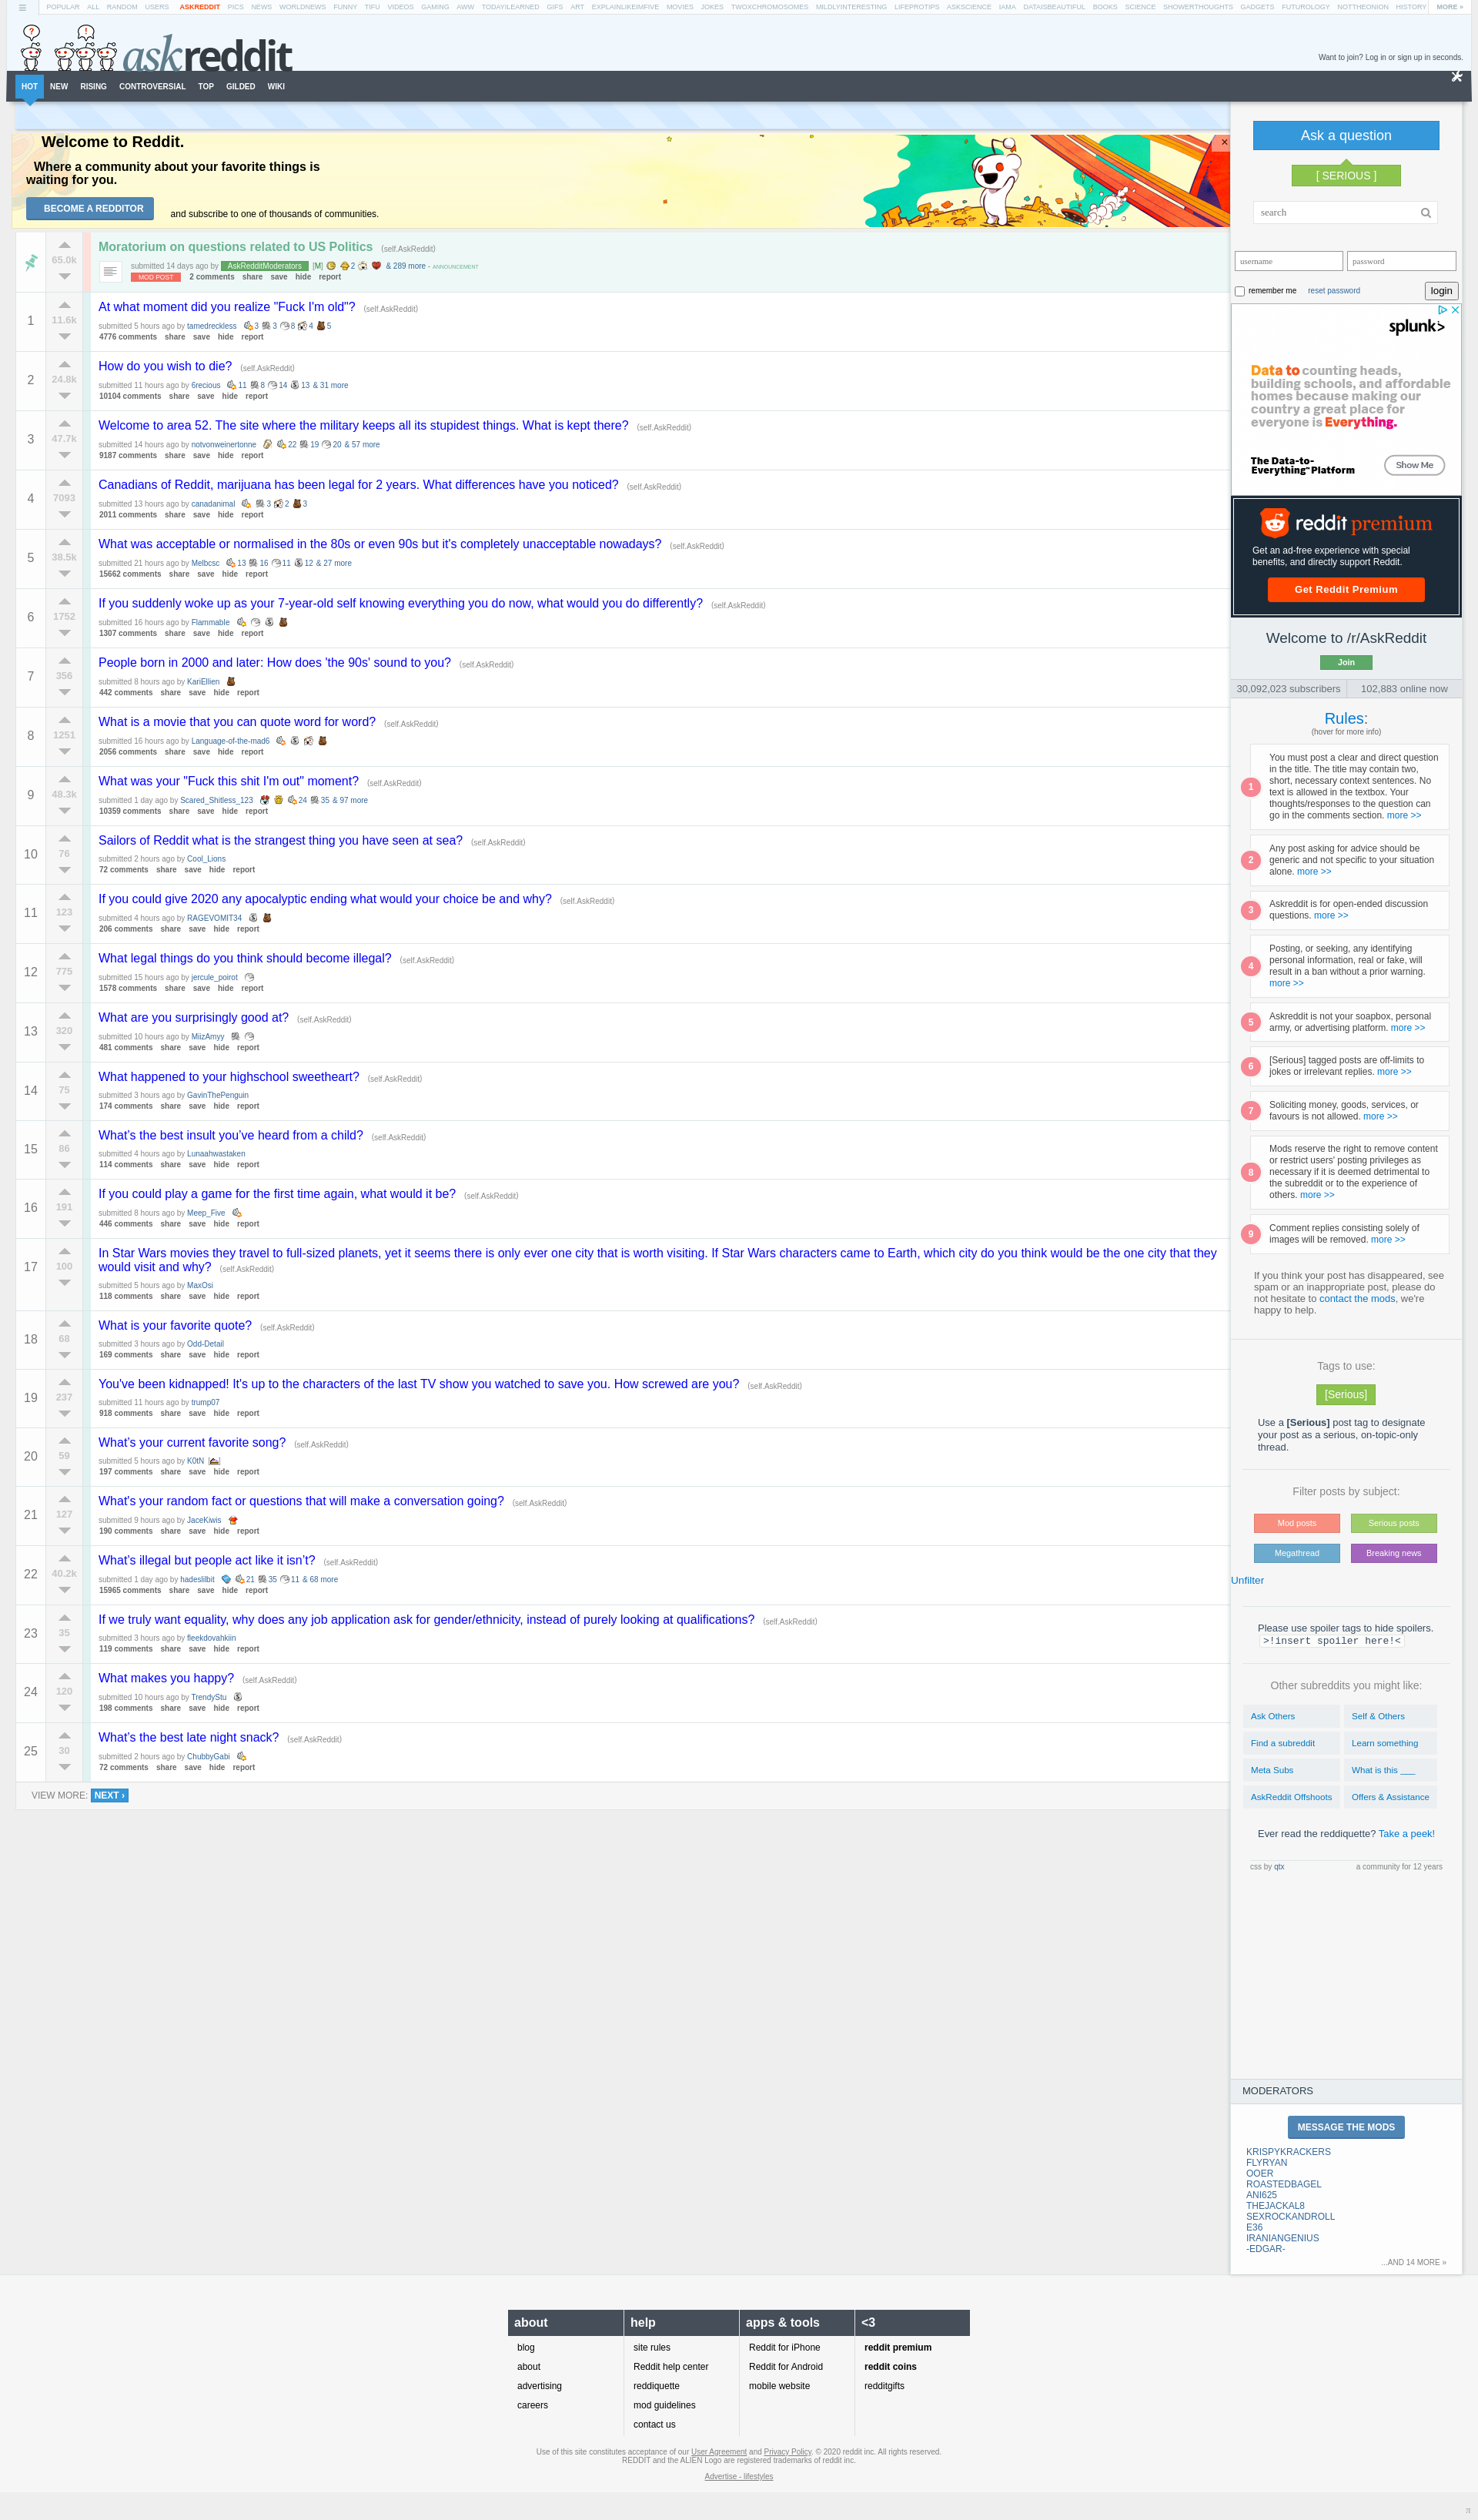 POPULAR ALL RANDOM USERS ASKREDDIT PICS NEWS WORLDNEWS FUNNY TIFU VIDEOS GAMING AWW TODAYILEARNED GIFS ART EXPLAINLIKEIMFIVE MOVIES JOKES TWOXCHROMOSOMES MILDLYINTERESTING LIFEPROTIPS ASKSCIENCE IAMA DATAISBEAUTIFUL BOOKS SCIENCE SHOWERTHOUGHTS GADGETS FUTUROLOGY NOTTHEONION HISTORY MORE »
askreddit
Want to join? Log in or sign up in seconds.
HOT NEW RISING CONTROVERSIAL TOP GILDED WIKI
Welcome to Reddit.
Where a community about your favorite things is
waiting for you.
BECOME A REDDITOR and subscribe to one of thousands of communities.
65.0k
Moratorium on questions related to US Politics (self.AskReddit)
submitted 14 days ago by AskRedditModerators [M] 2 & 289 more - ANNOUNCEMENT
MOD POST 2 comments share save hide report
1 11.6k
At what moment did you realize "Fuck I'm old"? (self.AskReddit)
submitted 5 hours ago by tamedreckless 3 3 8 4 5
4776 comments share save hide report
2 24.8k
How do you wish to die? (self.AskReddit)
submitted 11 hours ago by 6recious 11 8 14 13 & 31 more
10104 comments share save hide report
3 47.7k
Welcome to area 52. The site where the military keeps all its stupidest things. What is kept there? (self.AskReddit)
submitted 14 hours ago by notvonweinertonne 22 19 20 & 57 more
9187 comments share save hide report
4 7093
Canadians of Reddit, marijuana has been legal for 2 years. What differences have you noticed? (self.AskReddit)
submitted 13 hours ago by canadanimal 3 2 3
2011 comments share save hide report
5 38.5k
What was acceptable or normalised in the 80s or even 90s but it's completely unacceptable nowadays? (self.AskReddit)
submitted 21 hours ago by Melbcsc 13 16 11 12 & 27 more
15662 comments share save hide report
6 1752
If you suddenly woke up as your 7-year-old self knowing everything you do now, what would you do differently? (self.AskReddit)
submitted 16 hours ago by Flammable
1307 comments share save hide report
7 356
People born in 2000 and later: How does 'the 90s' sound to you? (self.AskReddit)
submitted 8 hours ago by KariEllien
442 comments share save hide report
8 1251
What is a movie that you can quote word for word? (self.AskReddit)
submitted 16 hours ago by Language-of-the-mad6
2056 comments share save hide report
9 48.3k
What was your "Fuck this shit I'm out" moment? (self.AskReddit)
submitted 1 day ago by Scared_Shitless_123 24 35 & 97 more
10359 comments share save hide report
10 76
Sailors of Reddit what is the strangest thing you have seen at sea? (self.AskReddit)
submitted 2 hours ago by Cool_Lions
72 comments share save hide report
11 123
If you could give 2020 any apocalyptic ending what would your choice be and why? (self.AskReddit)
submitted 4 hours ago by RAGEVOMIT34
206 comments share save hide report
12 775
What legal things do you think should become illegal? (self.AskReddit)
submitted 15 hours ago by jercule_poirot
1578 comments share save hide report
13 320
What are you surprisingly good at? (self.AskReddit)
submitted 10 hours ago by MiizAmyy
481 comments share save hide report
14 75
What happened to your highschool sweetheart? (self.AskReddit)
submitted 3 hours ago by GavinThePenguin
174 comments share save hide report
15 86
What's the best insult you've heard from a child? (self.AskReddit)
submitted 4 hours ago by Lunaahwastaken
114 comments share save hide report
16 191
If you could play a game for the first time again, what would it be? (self.AskReddit)
submitted 8 hours ago by Meep_Five
446 comments share save hide report
17 100
In Star Wars movies they travel to full-sized planets, yet it seems there is only ever one city that is worth visiting. If Star Wars characters came to Earth, which city do you think would be the one city that they
would visit and why? (self.AskReddit)
submitted 5 hours ago by MaxOsi
118 comments share save hide report
18 68
What is your favorite quote? (self.AskReddit)
submitted 3 hours ago by Odd-Detail
169 comments share save hide report
19 237
You've been kidnapped! It's up to the characters of the last TV show you watched to save you. How screwed are you? (self.AskReddit)
submitted 11 hours ago by trump07
918 comments share save hide report
20 59
What's your current favorite song? (self.AskReddit)
submitted 5 hours ago by K0tN
197 comments share save hide report
21 127
What's your random fact or questions that will make a conversation going? (self.AskReddit)
submitted 9 hours ago by JaceKiwis
190 comments share save hide report
22 40.2k
What's illegal but people act like it isn't? (self.AskReddit)
submitted 1 day ago by hadeslilbit 21 35 11 & 68 more
15965 comments share save hide report
23 35
If we truly want equality, why does any job application ask for gender/ethnicity, instead of purely looking at qualifications? (self.AskReddit)
submitted 3 hours ago by fleekdovahkiin
119 comments share save hide report
24 120
What makes you happy? (self.AskReddit)
submitted 10 hours ago by TrendyStu
198 comments share save hide report
25 30
What's the best late night snack? (self.AskReddit)
submitted 2 hours ago by ChubbyGabi
72 comments share save hide report
VIEW MORE: NEXT ›
Ask a question
[ SERIOUS ]
search
username password
remember me reset password login
splunk>
Data to counting heads,
building schools, and affordable
homes because making our
country a great place for
everyone is Everything.
The Data-to-
Everything™ Platform
Show Me
reddit premium
Get an ad-free experience with special
benefits, and directly support Reddit.
Get Reddit Premium
Welcome to /r/AskReddit
Join
30,092,023 subscribers 102,883 online now
Rules:
(hover for more info)
1 You must post a clear and direct question
in the title. The title may contain two,
short, necessary context sentences. No
text is allowed in the textbox. Your
thoughts/responses to the question can
go in the comments section. more >>
2 Any post asking for advice should be
generic and not specific to your situation
alone. more >>
3 Askreddit is for open-ended discussion
questions. more >>
4 Posting, or seeking, any identifying
personal information, real or fake, will
result in a ban without a prior warning.
more >>
5 Askreddit is not your soapbox, personal
army, or advertising platform. more >>
6 [Serious] tagged posts are off-limits to
jokes or irrelevant replies. more >>
7 Soliciting money, goods, services, or
favours is not allowed. more >>
8 Mods reserve the right to remove content
or restrict users' posting privileges as
necessary if it is deemed detrimental to
the subreddit or to the experience of
others. more >>
9 Comment replies consisting solely of
images will be removed. more >>
If you think your post has disappeared, see
spam or an inappropriate post, please do
not hesitate to contact the mods, we're
happy to help.
Tags to use:
[Serious]
Use a [Serious] post tag to designate
your post as a serious, on-topic-only
thread.
Filter posts by subject:
Mod posts Serious posts
Megathread Breaking news
Unfilter
Please use spoiler tags to hide spoilers.
>!insert spoiler here!<
Other subreddits you might like:
Ask Others Self & Others
Find a subreddit Learn something
Meta Subs What is this ___
AskReddit Offshoots Offers & Assistance
Ever read the reddiquette? Take a peek!
css by qtx a community for 12 years
MODERATORS
MESSAGE THE MODS
KRISPYKRACKERS
FLYRYAN
OOER
ROASTEDBAGEL
ANI625
THEJACKAL8
SEXROCKANDROLL
E36
IRANIANGENIUS
-EDGAR-
...AND 14 MORE »
about help apps & tools <3
blog site rules Reddit for iPhone reddit premium
about Reddit help center Reddit for Android reddit coins
advertising reddiquette mobile website redditgifts
careers mod guidelines
contact us
Use of this site constitutes acceptance of our User Agreement and Privacy Policy. © 2020 reddit inc. All rights reserved.
REDDIT and the ALIEN Logo are registered trademarks of reddit inc.
Advertise - lifestyles